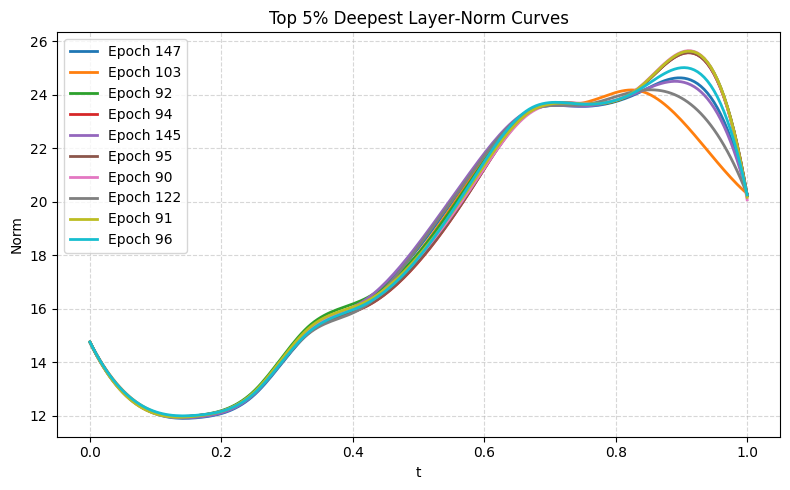 Top 5% Deepest Layer-Norm Curves
Norm
26
24
22
20
18
16
14
12
Epoch 147
Epoch 103
Epoch 92
Epoch 94
Epoch 145
Epoch 95
Epoch 90
Epoch 122
Epoch 91
Epoch 96
0.0 0.2 0.4 0.6 0.8 1.0
t